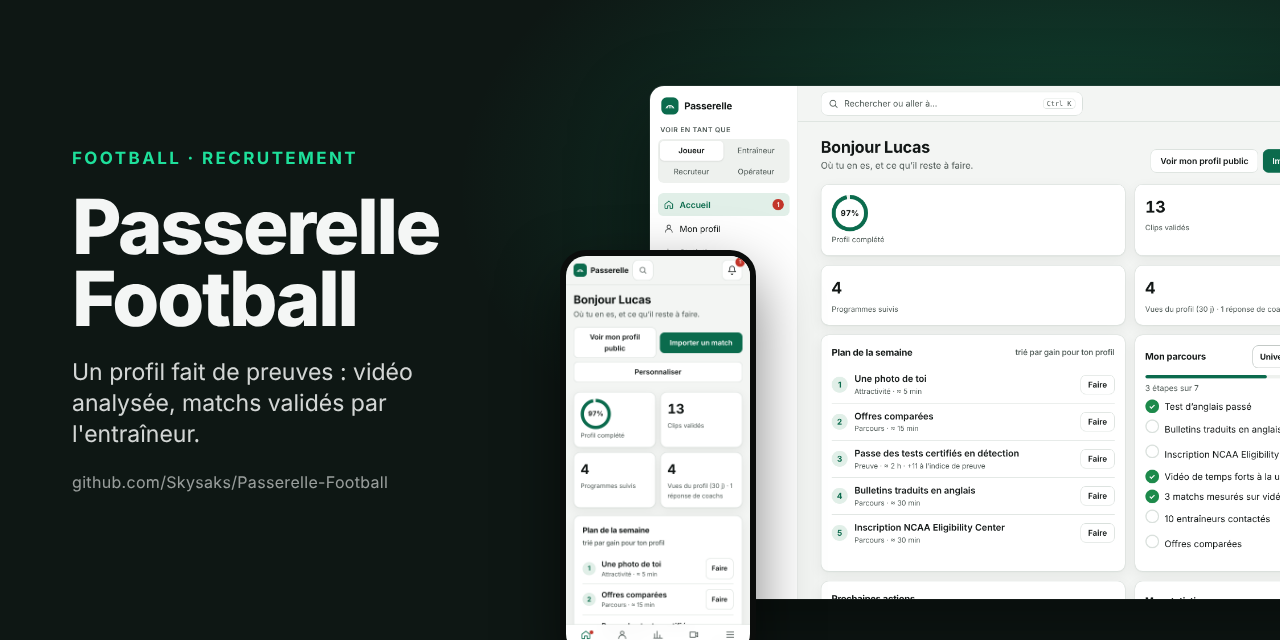 FOOTBALL · RECRUTEMENT
Passerelle
Football
Un profil fait de preuves : vidéo
analysée, matchs validés par
l'entraîneur.
github.com/Skysaks/Passerelle-Football
Passerelle
VOIR EN TANT QUE
Joueur
Entraîneur
Recruteur
Opérateur
Accueil
1
Mon profil
Rechercher ou aller à...
Ctrl K
Bonjour Lucas
Où tu en es, et ce qu'il reste à faire.
Voir mon profil public
97%
Profil complété
13
Clips validés
4
Programmes suivis
4
Vues du profil (30 j) · 1 réponse de
Plan de la semaine
trié par gain pour ton profil
1
Une photo de toi
Attractivité · ≈ 5 min
Faire
2
Offres comparées
Parcours · ≈ 15 min
Faire
3
Passe des tests certifiés en détection
Preuve · ≈ 2 h · +11 à l'indice de preuve
Faire
4
Bulletins traduits en anglais
Parcours · ≈ 30 min
Faire
5
Inscription NCAA Eligibility Center
Parcours · ≈ 30 min
Faire
Mon parcours
3 étapes sur 7
Test d'anglais passé
Bulletins traduits en anglais
Inscription NCAA Eligibility
Vidéo de temps forts à la
3 matchs mesurés sur
10 entraîneurs contactés
Offres comparées
Passerelle
Bonjour Lucas
Où tu en es, et ce qu'il reste à faire.
Voir mon profil
public
Importer un match
Personnaliser
97%
Profil complété
13
Clips validés
4
Programmes suivis
4
Vues du profil (30 j) · 1
réponse de coachs
Plan de la semaine
trié par gain pour ton profil
1
Une photo de toi
Attractivité · ≈ 5 min
Faire
2
Offres comparées
Parcours · ≈ 15 min
Faire